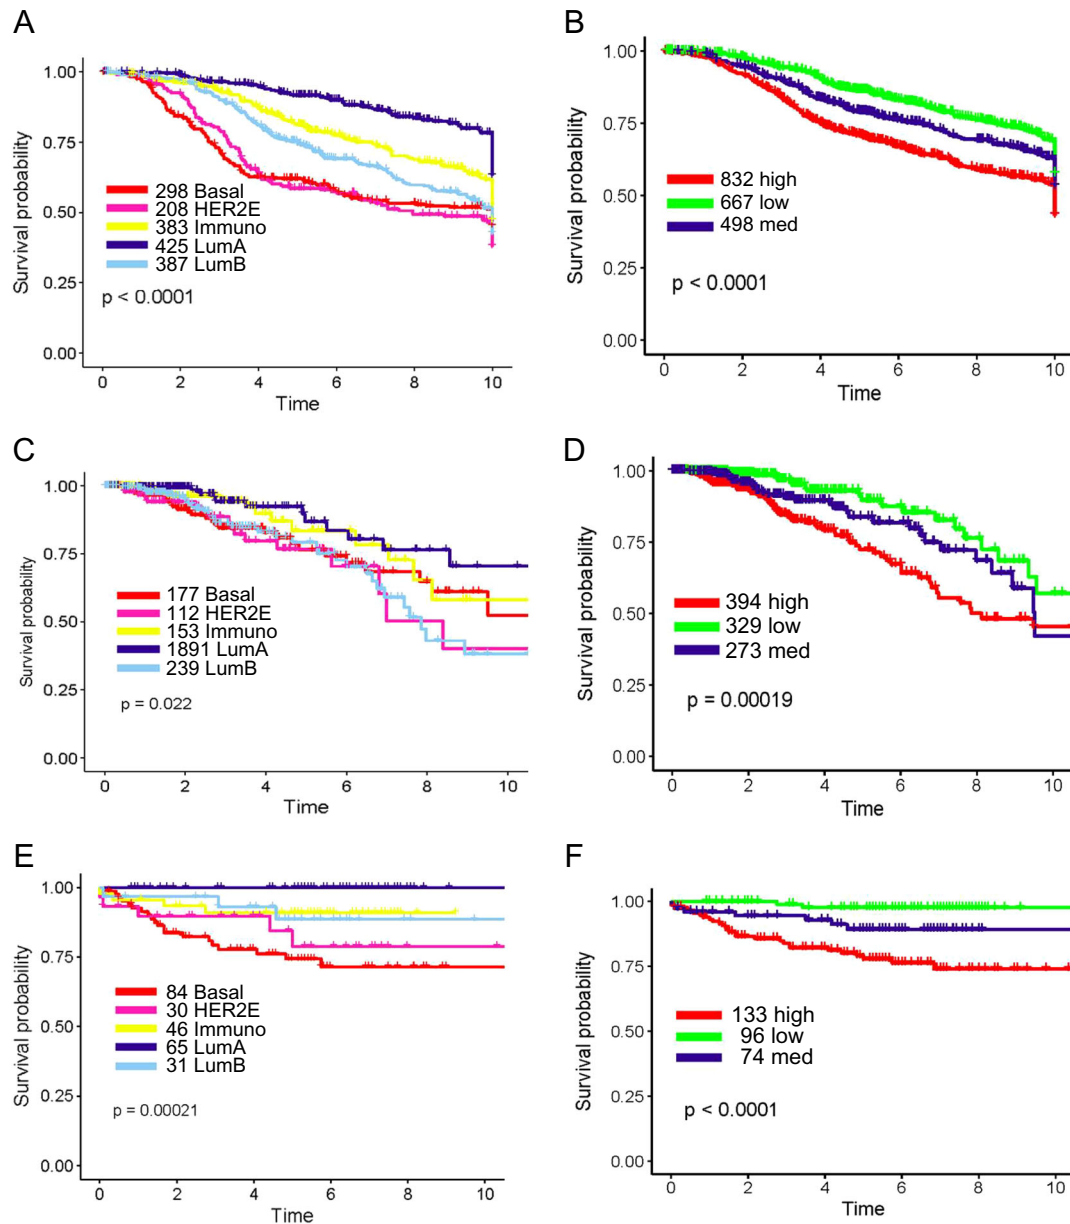 A
Survival probability
1.00
0.75
0.50
0.25
0.00
298 Basal
208 HER2E
383 Immuno
425 LumA
387 LumB
p < 0.0001
0 2 4 6 8 10
Time
B
Survival probability
1.00
0.75
0.50
0.25
0.00
832 high
667 low
498 med
p < 0.0001
0 2 4 6 8 10
Time
C
Survival probability
1.00
0.75
0.50
0.25
0.00
177 Basal
112 HER2E
153 Immuno
1891 LumA
239 LumB
p = 0.022
0 2 4 6 8 10
Time
D
Survival probability
1.00
0.75
0.50
0.25
0.00
394 high
329 low
273 med
p = 0.00019
0 2 4 6 8 10
Time
E
Survival probability
1.00
0.75
0.50
0.25
0.00
84 Basal
30 HER2E
46 Immuno
65 LumA
31 LumB
p = 0.00021
0 2 4 6 8 10
Time
F
Survival probability
1.00
0.75
0.50
0.25
0.00
133 high
96 low
74 med
p < 0.0001
0 2 4 6 8 10
Time